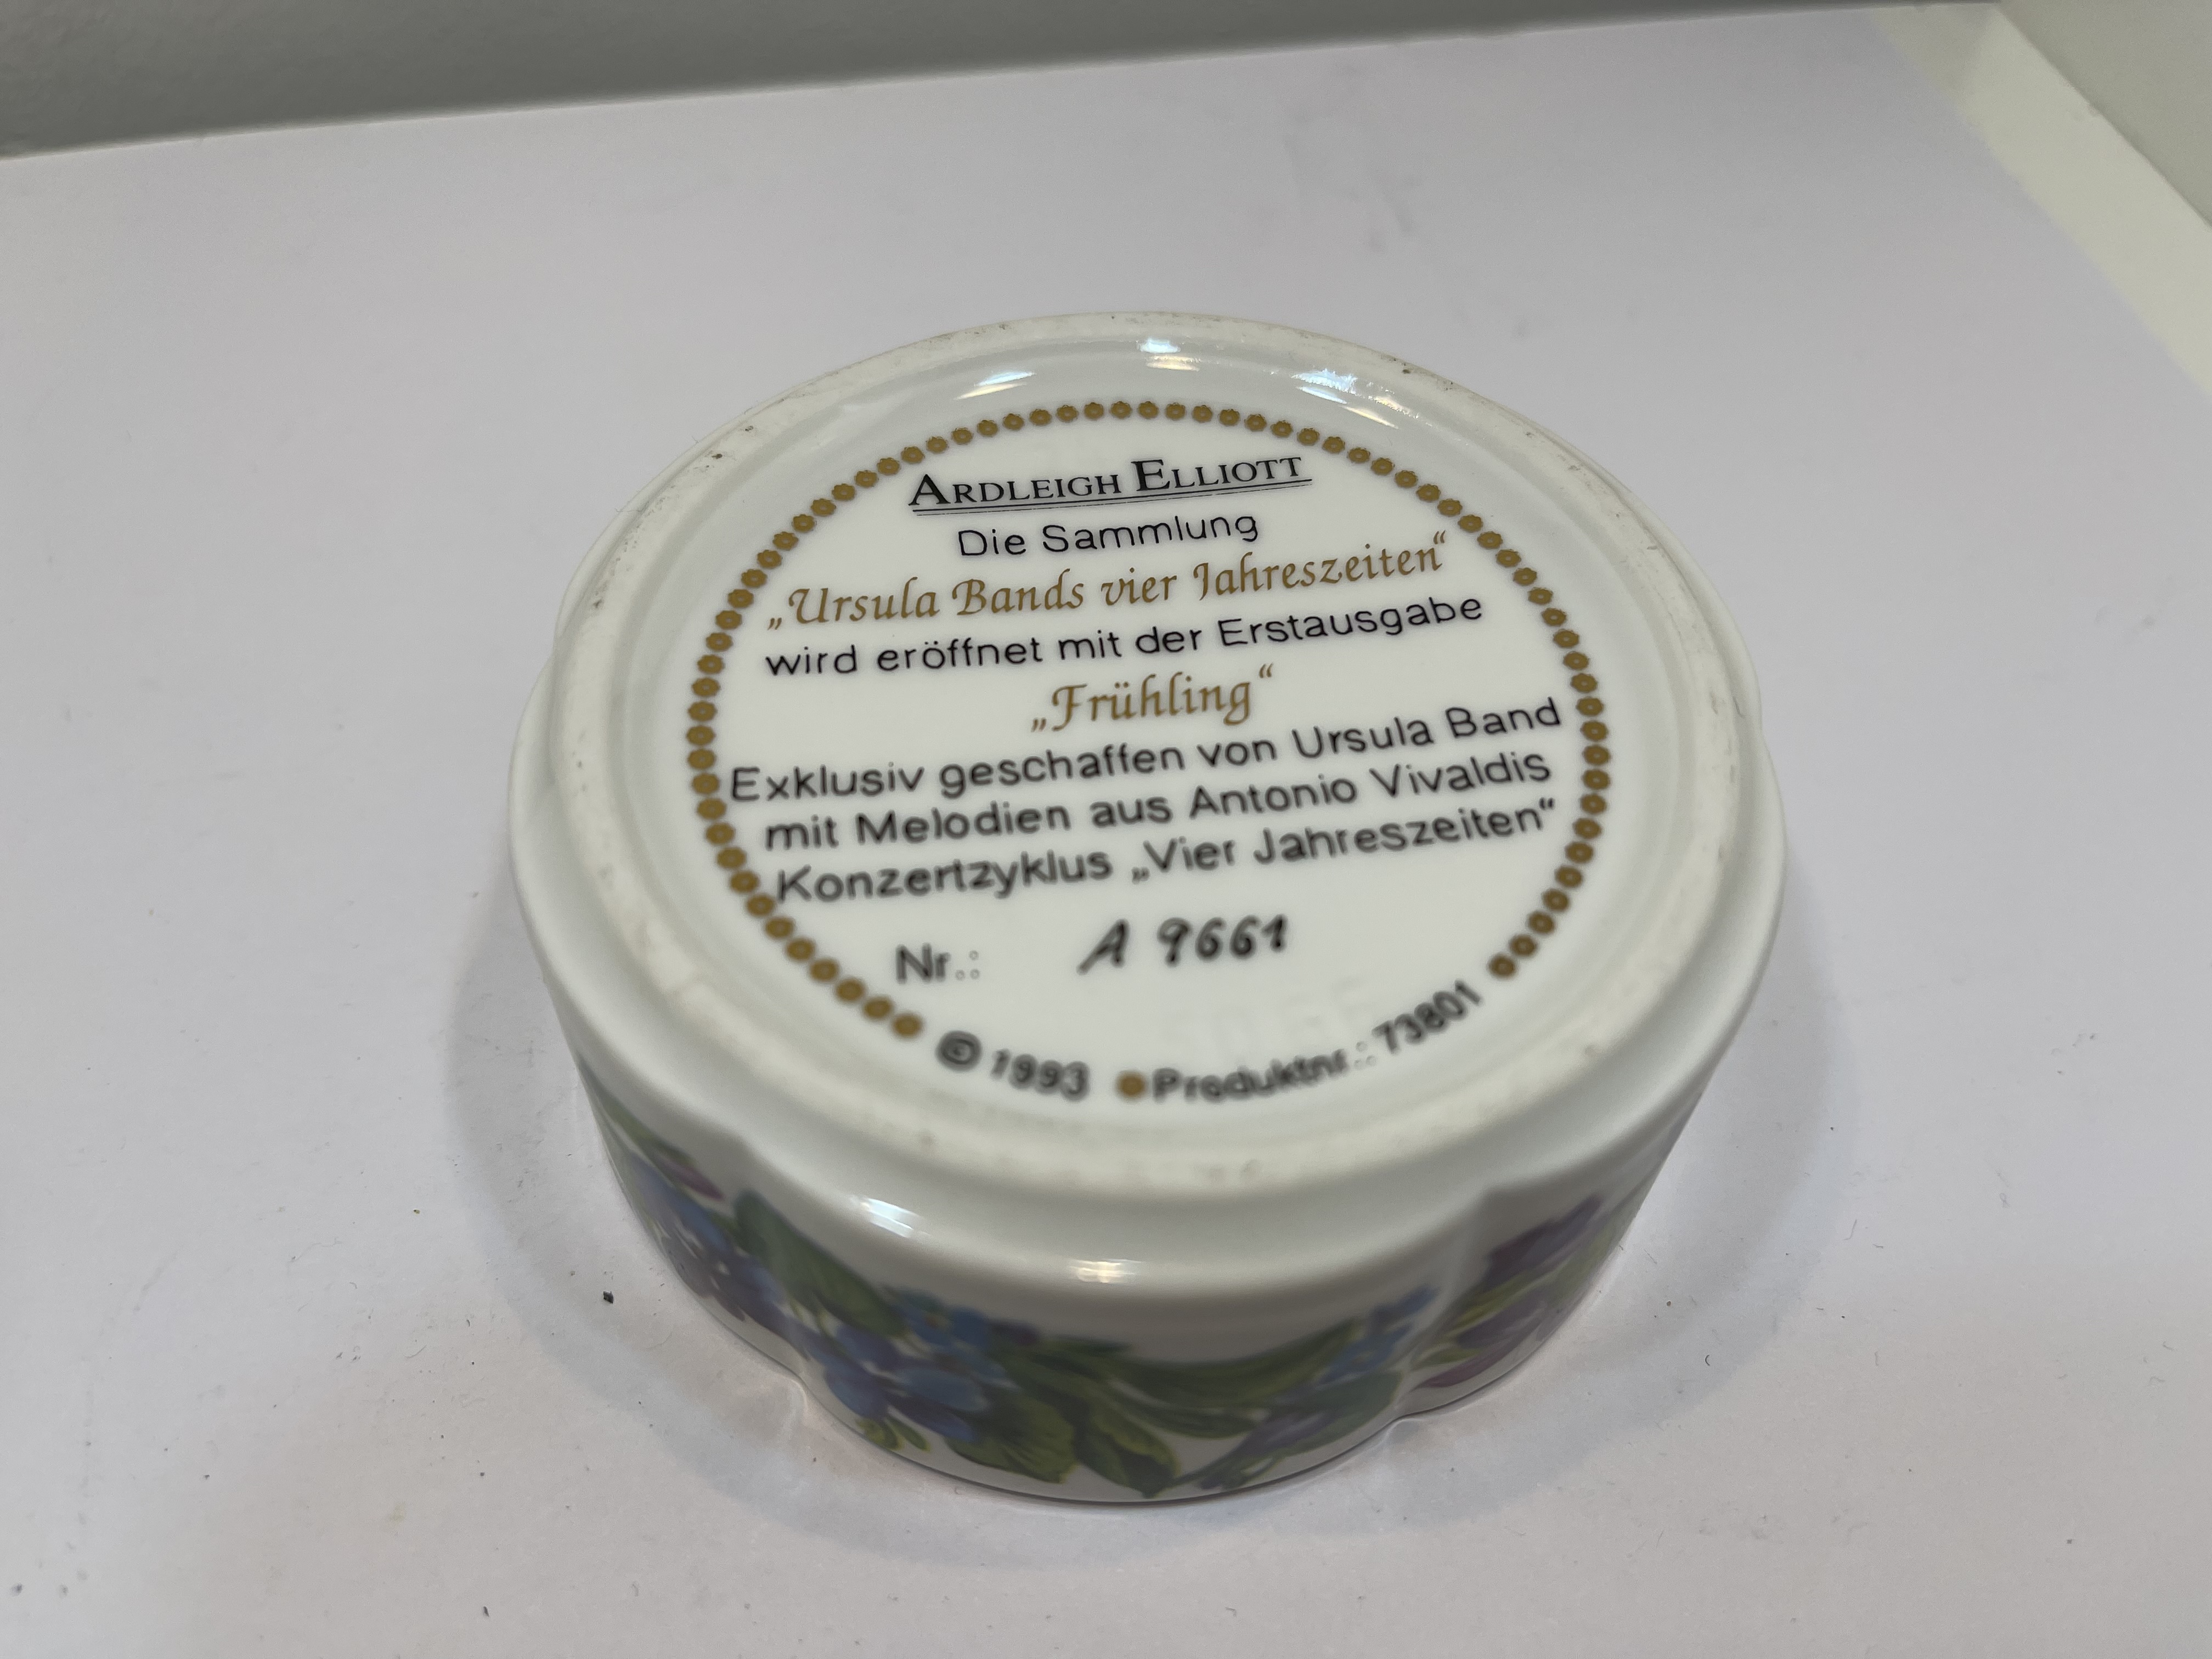 ARDLEIGH ELLIOTT
Die Sammlung
„Ursula Bands vier Jahreszeiten“
wird eröffnet mit der Erstausgabe
„Frühling“
Exklusiv geschaffen von Ursula Band
mit Melodien aus Antonio Vivaldis
Konzertzyklus „Vier Jahreszeiten“
Nr.: A 9661
© 1993 ● Produktnr.: 73801